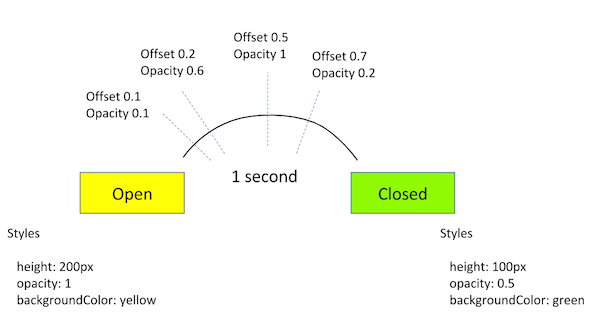 Offset 0.5
Opacity 1
Offset 0.2
Opacity 0.6
Offset 0.7
Opacity 0.2
Offset 0.1
Opacity 0.1
1 second
Open
Closed
Styles
height: 200px
opacity: 1
backgroundColor: yellow
Styles
height: 100px
opacity: 0.5
backgroundColor: green